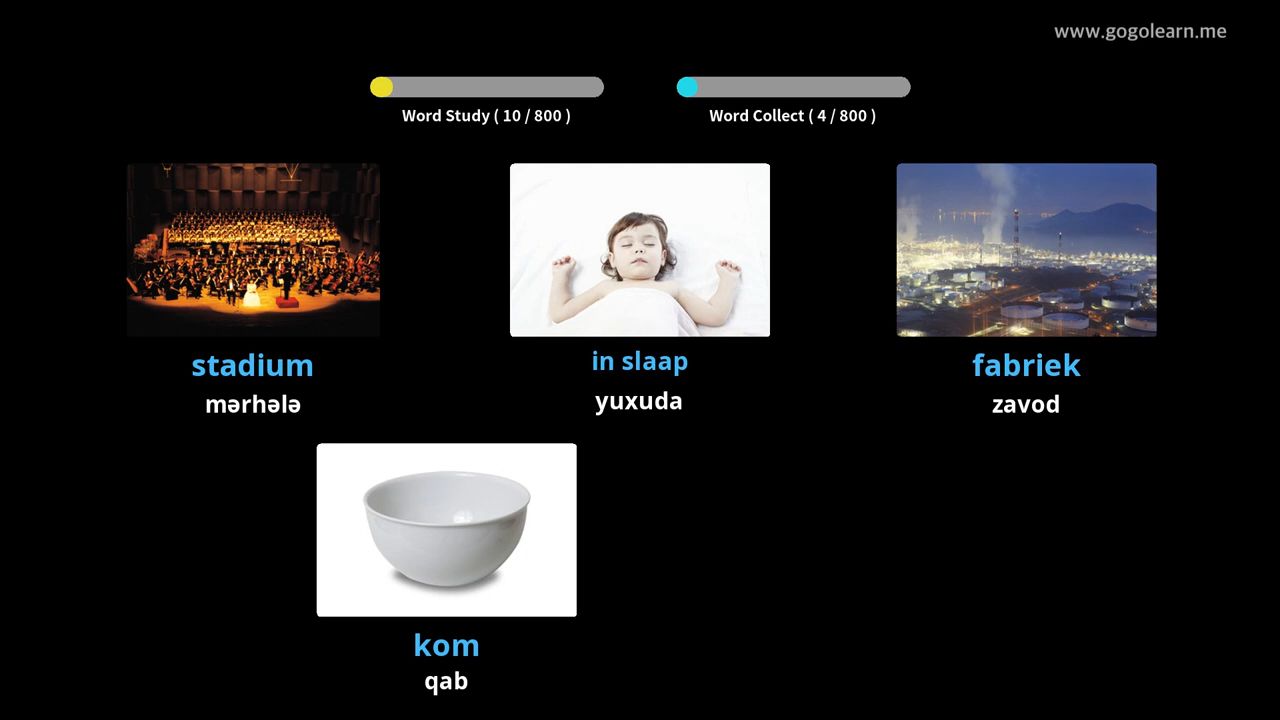 www.gogolearn.me
Word Study ( 10 / 800 )
Word Collect ( 4 / 800 )
stadium
mərhələ
in slaap
yuxuda
fabriek
zavod
kom
qab